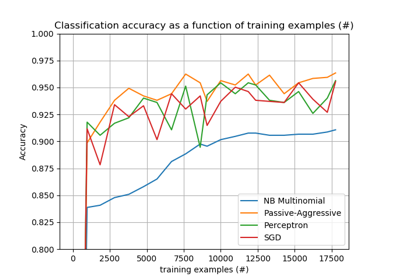 Classification accuracy as a function of training examples (#)
1.000
0.975
0.950
0.925
0.900
0.875
0.850
0.825
0.800
Accuracy
NB Multinomial
Passive-Aggressive
Perceptron
SGD
0 2500 5000 7500 10000 12500 15000 17500
training examples (#)